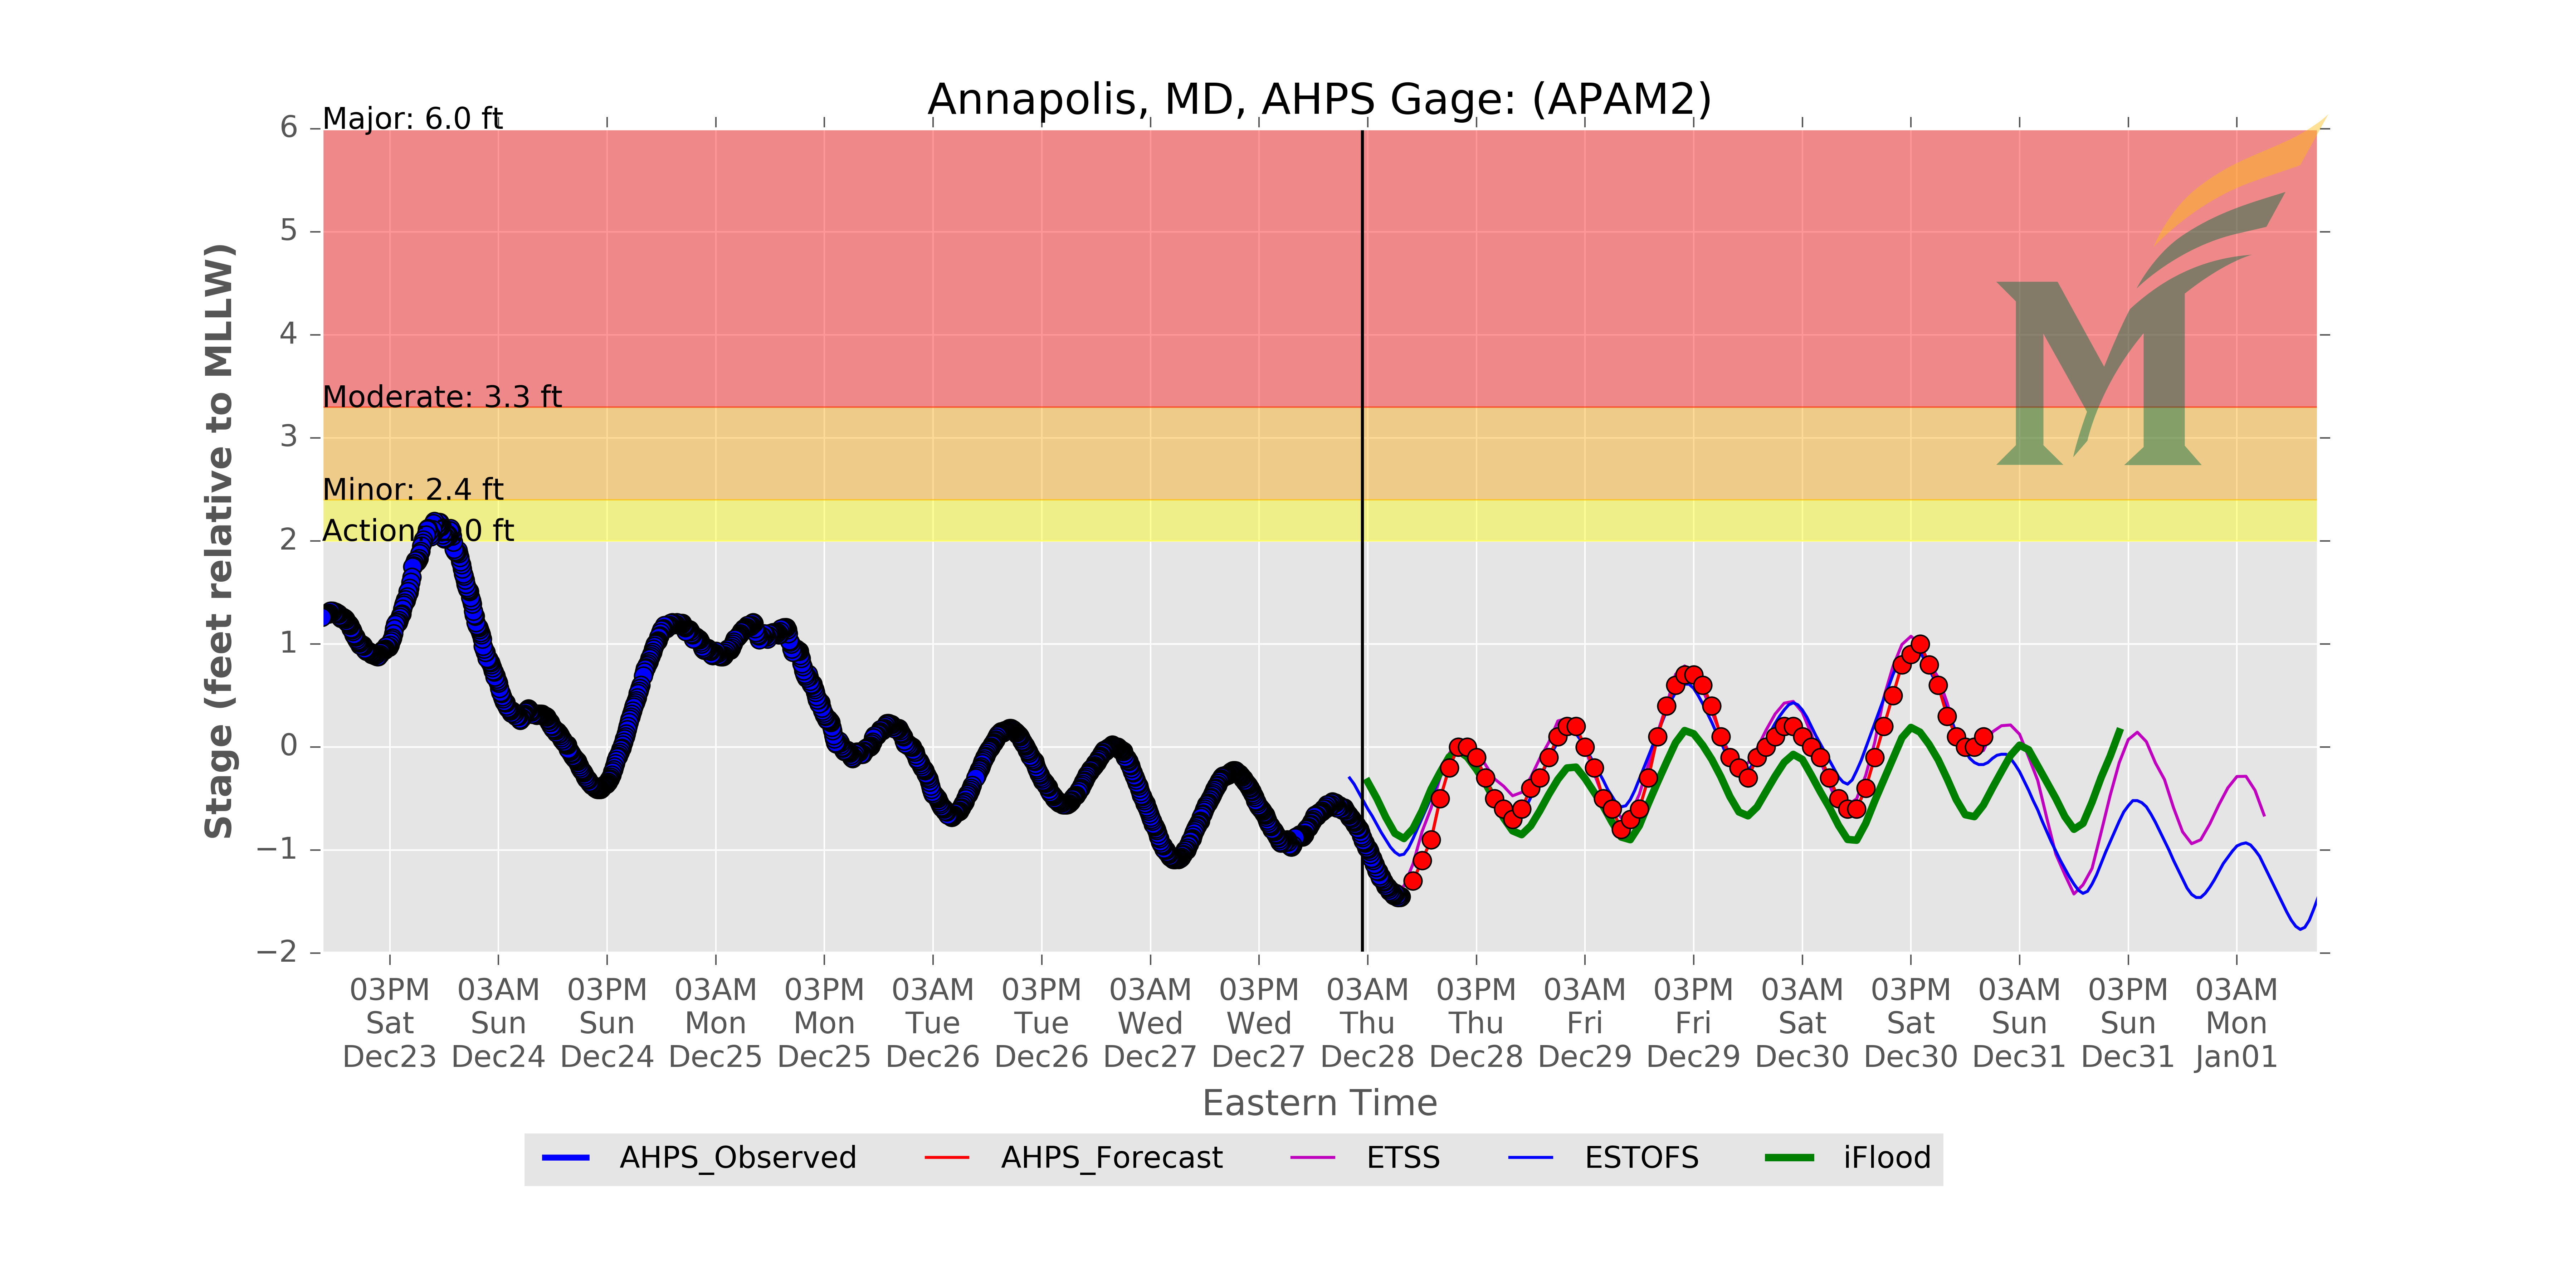 Annapolis, MD, AHPS Gage: (APAM2)
Major: 6.0 ft
Moderate: 3.3 ft
Minor: 2.4 ft
Action 0 ft
Stage (feet relative to MLLW)
6
5
4
3
2
1
0
−1
−2
03PM 03AM 03PM 03AM 03PM 03AM 03PM 03AM 03PM 03AM 03PM 03AM 03PM 03AM 03PM 03AM 03PM 03AM
Sat Sun Sun Mon Mon Tue Tue Wed Wed Thu Thu Fri Fri Sat Sat Sun Sun Mon
Dec23 Dec24 Dec24 Dec25 Dec25 Dec26 Dec26 Dec27 Dec27 Dec28 Dec28 Dec29 Dec29 Dec30 Dec30 Dec31 Dec31 Jan01
Eastern Time
AHPS_Observed AHPS_Forecast ETSS ESTOFS iFlood
M